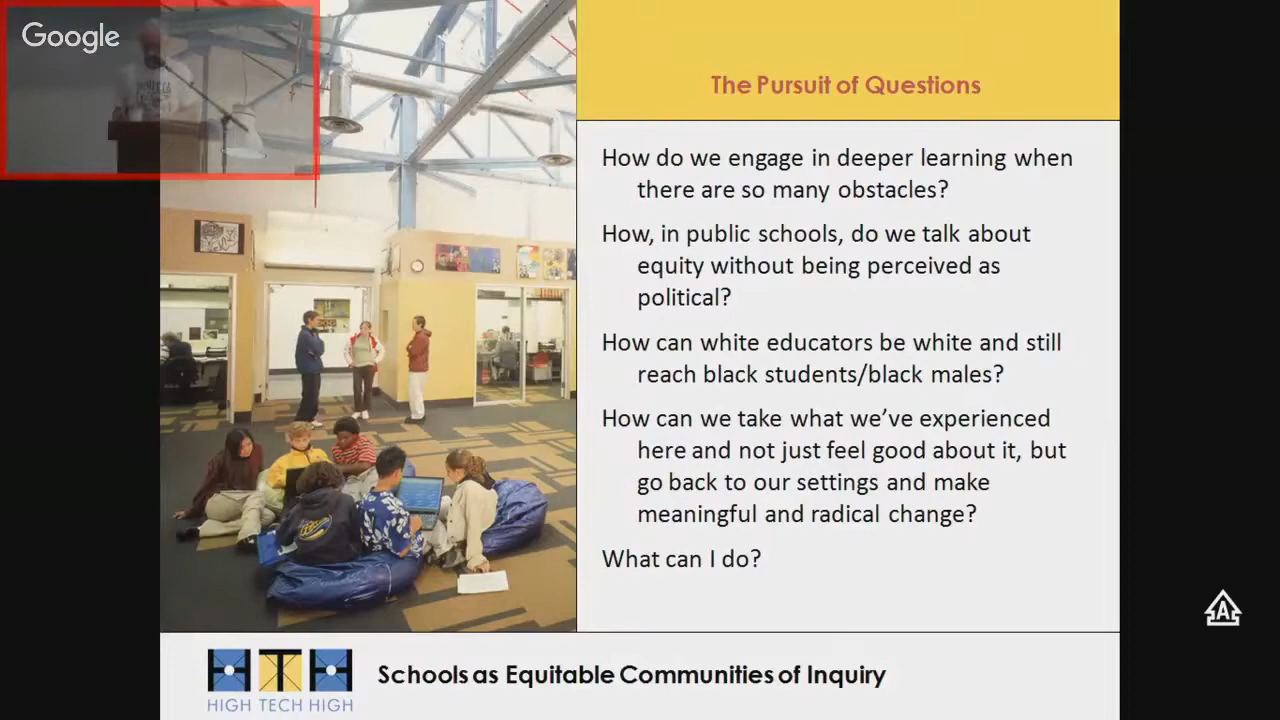 Google
The Pursuit of Questions
How do we engage in deeper learning when
there are so many obstacles?
How, in public schools, do we talk about
equity without being perceived as
political?
How can white educators be white and still
reach black students/black males?
How can we take what we’ve experienced
here and not just feel good about it, but
go back to our settings and make
meaningful and radical change?
What can I do?
A
HTH
HIGH TECH HIGH
Schools as Equitable Communities of Inquiry